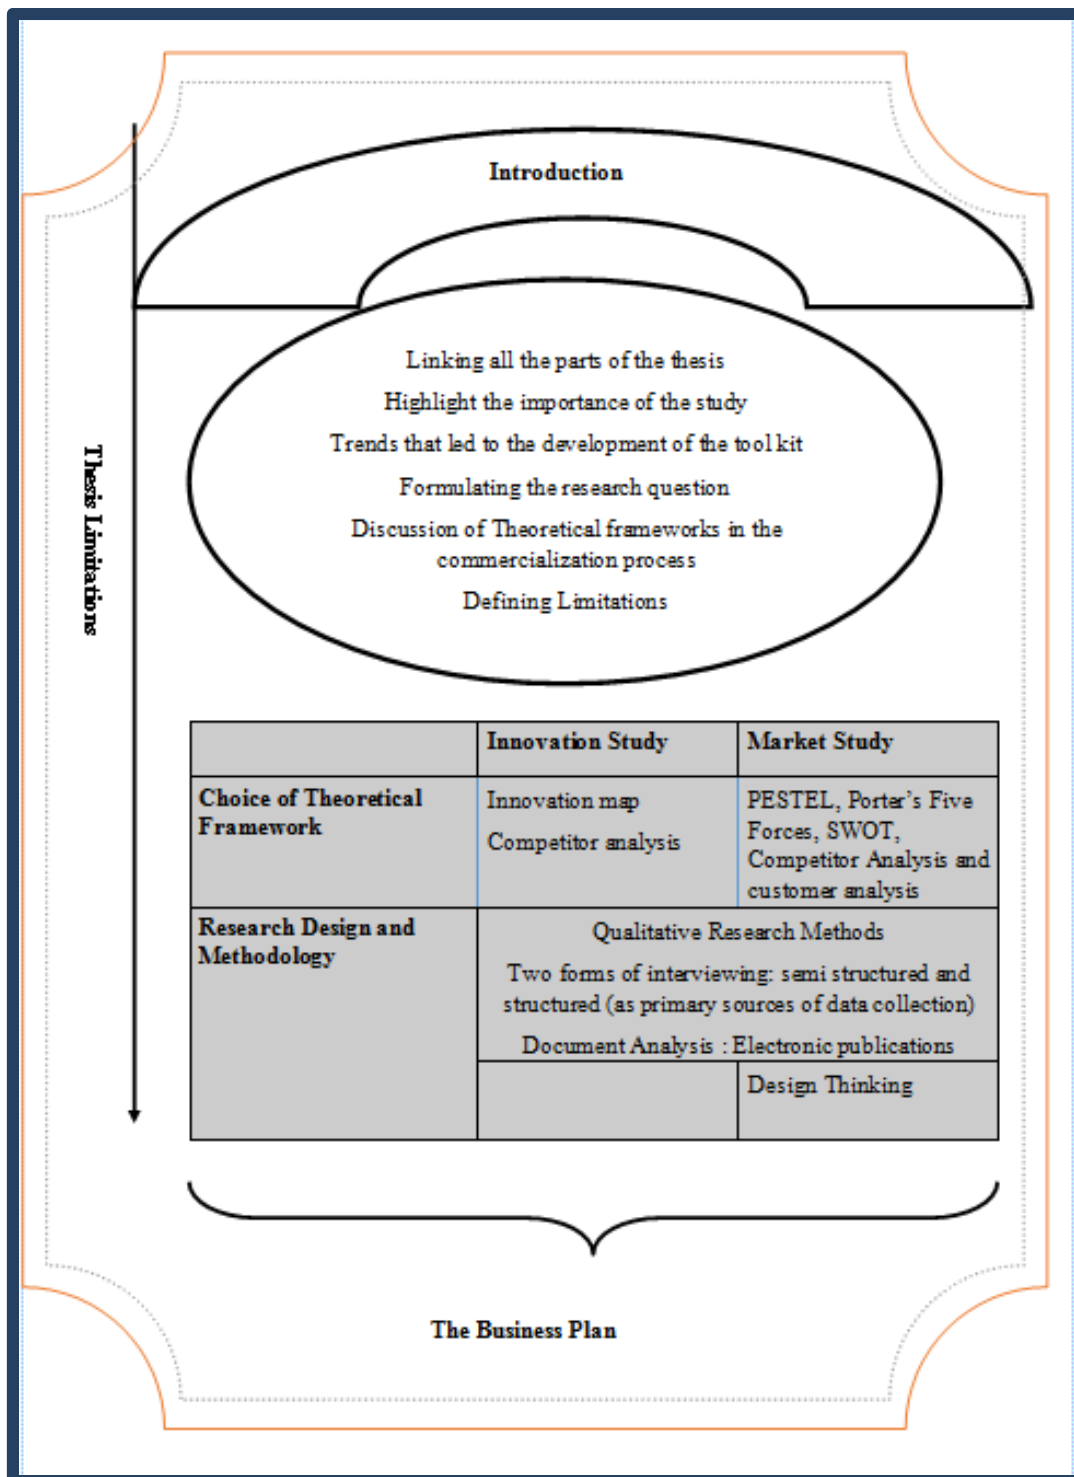 Introduction
Linking all the parts of the thesis
Highlight the importance of the study
Trends that led to the development of the tool kit
Formulating the research question
Discussion of Theoretical frameworks in the
commercialization process
Defining Limitations
Thesis Limitations
Innovation Study
Market Study
Choice of Theoretical
Framework
Innovation map
Competitor analysis
PESTEL, Porter's Five
Forces, SWOT,
Competitor Analysis and
customer analysis
Research Design and
Methodology
Qualitative Research Methods
Two forms of interviewing: semi structured and
structured (as primary sources of data collection)
Document Analysis : Electronic publications
Design Thinking
The Business Plan